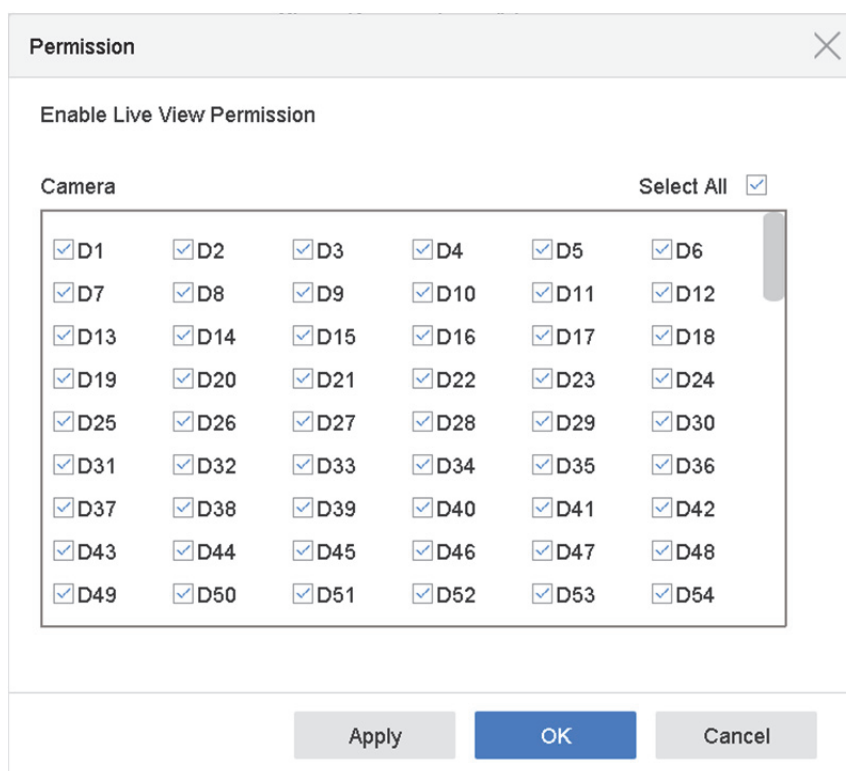 Permission
Enable Live View Permission
Camera Select All
D1 D2 D3 D4 D5 D6
D7 D8 D9 D10 D11 D12
D13 D14 D15 D16 D17 D18
D19 D20 D21 D22 D23 D24
D25 D26 D27 D28 D29 D30
D31 D32 D33 D34 D35 D36
D37 D38 D39 D40 D41 D42
D43 D44 D45 D46 D47 D48
D49 D50 D51 D52 D53 D54
Apply OK Cancel